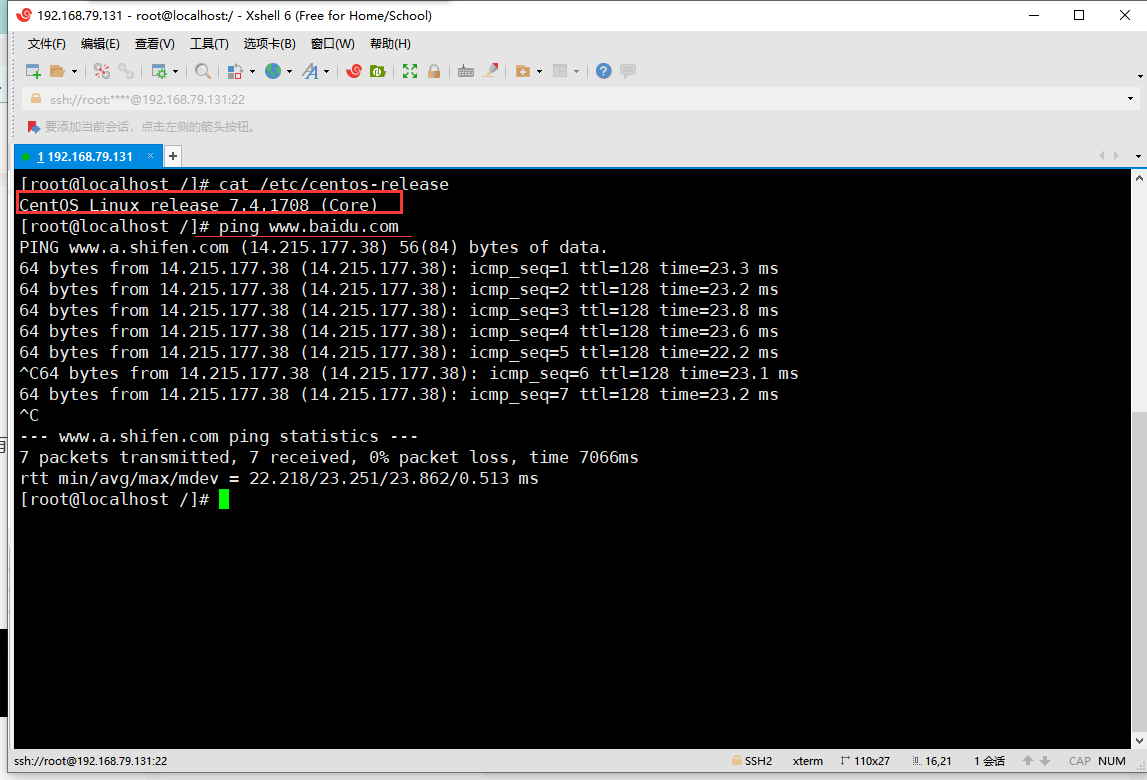 192.168.79.131 - root@localhost:/ - Xshell 6 (Free for Home/School)
文件(F) 编辑(E) 查看(V) 工具(T) 选项卡(B) 窗口(W) 帮助(H)
ssh://root:****@192.168.79.131:22
要添加当前会话，点击左侧的箭头按钮。
1 192.168.79.131 × +
[root@localhost /]# cat /etc/centos-release
CentOS Linux release 7.4.1708 (Core)
[root@localhost /]# ping www.baidu.com
PING www.a.shifen.com (14.215.177.38) 56(84) bytes of data.
64 bytes from 14.215.177.38 (14.215.177.38): icmp_seq=1 ttl=128 time=23.3 ms
64 bytes from 14.215.177.38 (14.215.177.38): icmp_seq=2 ttl=128 time=23.2 ms
64 bytes from 14.215.177.38 (14.215.177.38): icmp_seq=3 ttl=128 time=23.8 ms
64 bytes from 14.215.177.38 (14.215.177.38): icmp_seq=4 ttl=128 time=23.6 ms
64 bytes from 14.215.177.38 (14.215.177.38): icmp_seq=5 ttl=128 time=22.2 ms
^C64 bytes from 14.215.177.38 (14.215.177.38): icmp_seq=6 ttl=128 time=23.1 ms
64 bytes from 14.215.177.38 (14.215.177.38): icmp_seq=7 ttl=128 time=23.2 ms
^C
--- www.a.shifen.com ping statistics ---
7 packets transmitted, 7 received, 0% packet loss, time 7066ms
rtt min/avg/max/mdev = 22.218/23.251/23.862/0.513 ms
[root@localhost /]#
ssh://root@192.168.79.131:22 SSH2 xterm 110x27 16,21 1 会话 CAP NUM